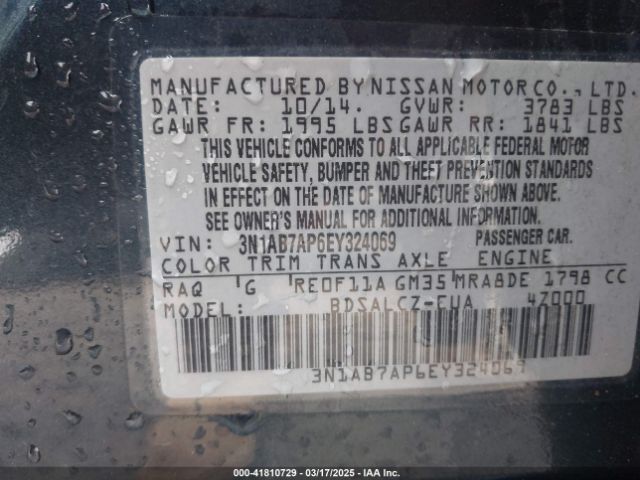 MANUFACTURED BY NISSAN MOTOR CO., LTD.
DATE: 10/14. GVWR: 3783 LBS
GAWR FR: 1995 LBS GAWR RR: 1841 LBS
THIS VEHICLE CONFORMS TO ALL APPLICABLE FEDERAL MOTOR
VEHICLE SAFETY, BUMPER AND THEFT PREVENTION STANDARDS
IN EFFECT ON THE DATE OF MANUFACTURE SHOWN ABOVE.
SEE OWNER'S MANUAL FOR ADDITIONAL INFORMATION
VIN: 3N1AB7AP6EY324069 PASSENGER CAR.
COLOR TRIM TRANS AXLE ENGINE
RAQ G RE0F11A GM35 MRA8DE 1798 CC
MODEL: BDSALCZ-EUA 4Z000
3N1AB7AP6EY324069
000-41810729 — 03/17/2025 — IAA Inc.